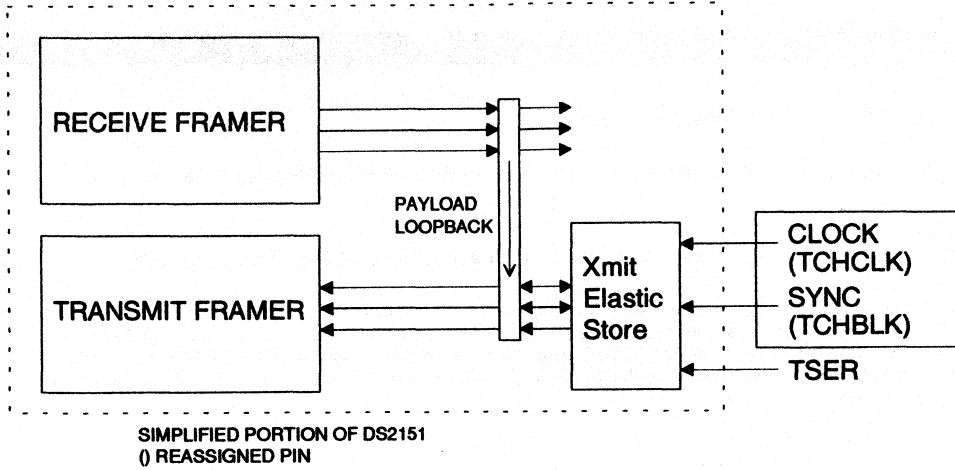 RECEIVE FRAMER
PAYLOAD
LOOPBACK
TRANSMIT FRAMER
Xmit
Elastic
Store
CLOCK
(TCHCLK)
SYNC
(TCHBLK)
TSER
SIMPLIFIED PORTION OF DS2151
() REASSIGNED PIN